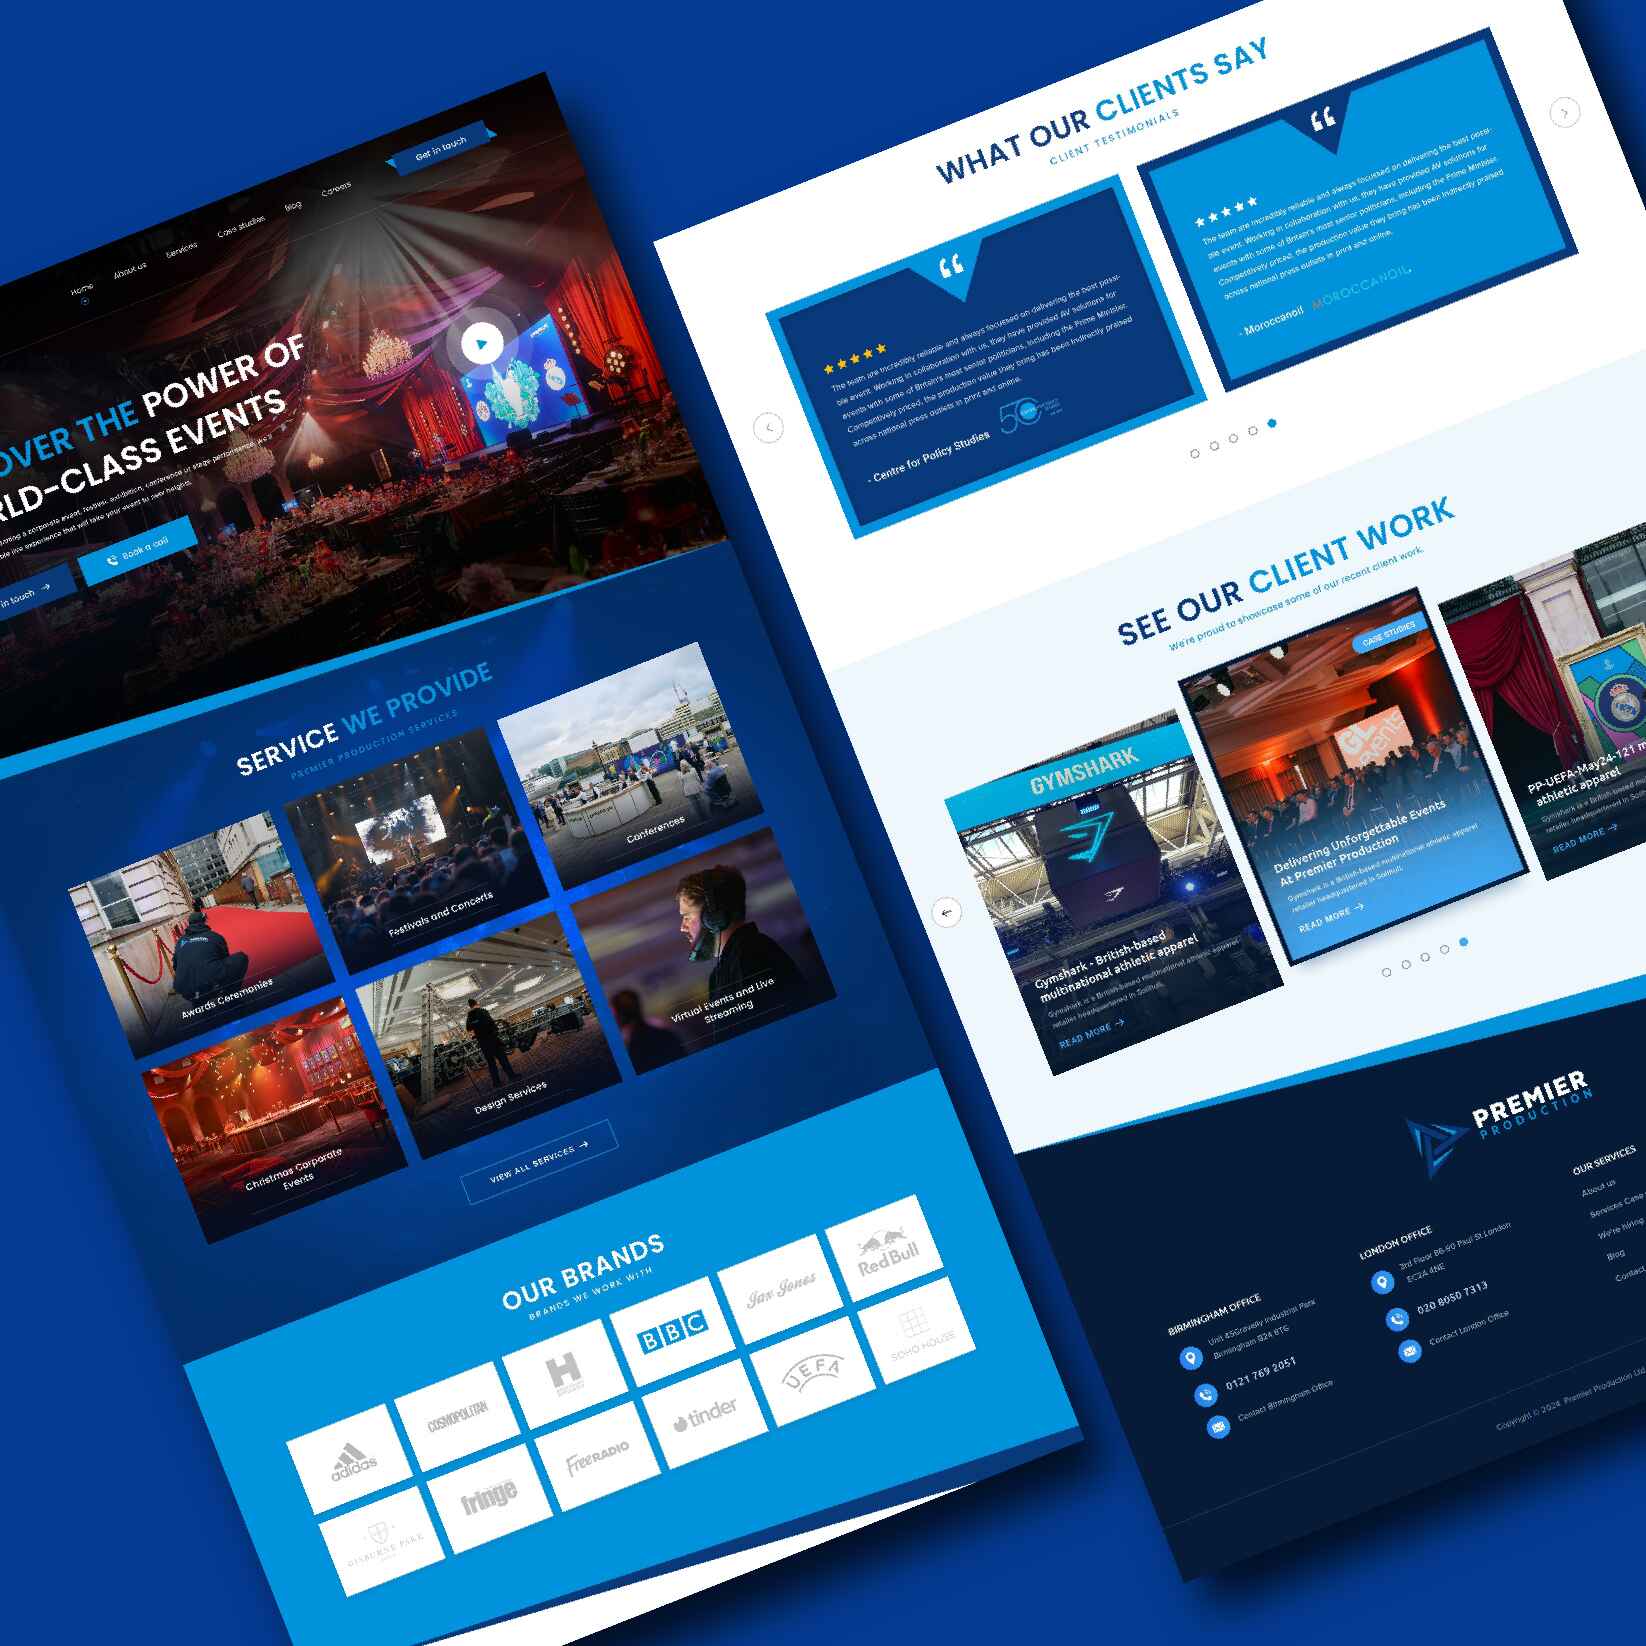 Get in touch
Home
About us
Services
Case studies
Blog
Careers
OVER THE POWER OF
RLD-CLASS EVENTS
a corporate event, festival, exhibition, conference or stage performance, we'll
live experience that will take your event to new heights.
in touch →
Book a call
SERVICE WE PROVIDE
PREMIER PRODUCTION SERVICES
Awards Ceremonies
Festivals and Concerts
Conferences
Christmas Corporate
Events
Design Services
Virtual Events and Live
Streaming
VIEW ALL SERVICES →
OUR BRANDS
BRANDS WE WORK WITH
adidas
COSMOPOLITAN
H
BBC
Jax Jones
Red Bull
GISBURNE PARK
fringe
FREE RADIO
tinder
UEFA
SOHO HOUSE
WHAT OUR CLIENTS SAY
CLIENT TESTIMONIALS
“
The team are incredibly reliable and always focussed on delivering the best possi-
ble event. Working in collaboration with us, they have provided AV solutions for
events with some of Britain's most senior politicians, including the Prime Minister.
Competitively priced, the production value they bring has been indirectly praised
across national press outlets in print and online.
- Centre for Policy Studies
50
“
The team are incredibly reliable and always focussed on delivering the best possi-
ble event. Working in collaboration with us, they have provided AV solutions for
events with some of Britain's most senior politicians, including the Prime Minister.
Competitively priced, the production value they bring has been indirectly praised
across national press outlets in print and online.
- Moroccanoil
MOROCCANOIL
SEE OUR CLIENT WORK
We're proud to showcase some of our recent client work.
GYMSHARK
Gymshark - British-based
multinational athletic apparel
Gymshark is a British-based multinational athletic apparel
retailer headquartered in Solihull.
READ MORE →
CASE STUDIES
GL events
Delivering Unforgettable Events
At Premier Production
Gymshark is a British-based multinational athletic apparel
retailer headquartered in Solihull.
READ MORE →
PP-UEFA-May24-121 m
athletic apparel
Gymshark is a British-based
retailer headquartered in Solihull.
READ MORE →
PREMIER
PRODUCTION
BIRMINGHAM OFFICE
Unit 45Gravelly Industrial Park
Birmingham B24 8TG
0121 769 2051
Contact Birmingham Office
LONDON OFFICE
3rd Floor 86-90 Paul St London
EC2A 4NE
020 8050 7313
Contact London Office
OUR SERVICES
About us
Services Case
We're hiring
Blog
Contact
Copyright © 2024. Premier Production Ltd